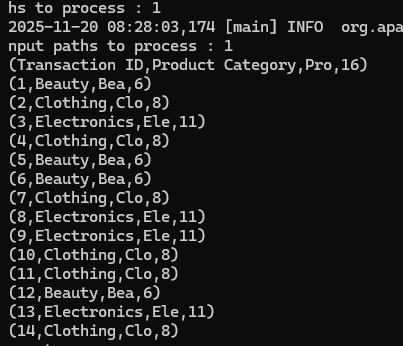 hs to process : 1
2025-11-20 08:28:03,174 [main] INFO  org.apa
nput paths to process : 1
(Transaction ID,Product Category,Pro,16)
(1,Beauty,Bea,6)
(2,Clothing,Clo,8)
(3,Electronics,Ele,11)
(4,Clothing,Clo,8)
(5,Beauty,Bea,6)
(6,Beauty,Bea,6)
(7,Clothing,Clo,8)
(8,Electronics,Ele,11)
(9,Electronics,Ele,11)
(10,Clothing,Clo,8)
(11,Clothing,Clo,8)
(12,Beauty,Bea,6)
(13,Electronics,Ele,11)
(14,Clothing,Clo,8)